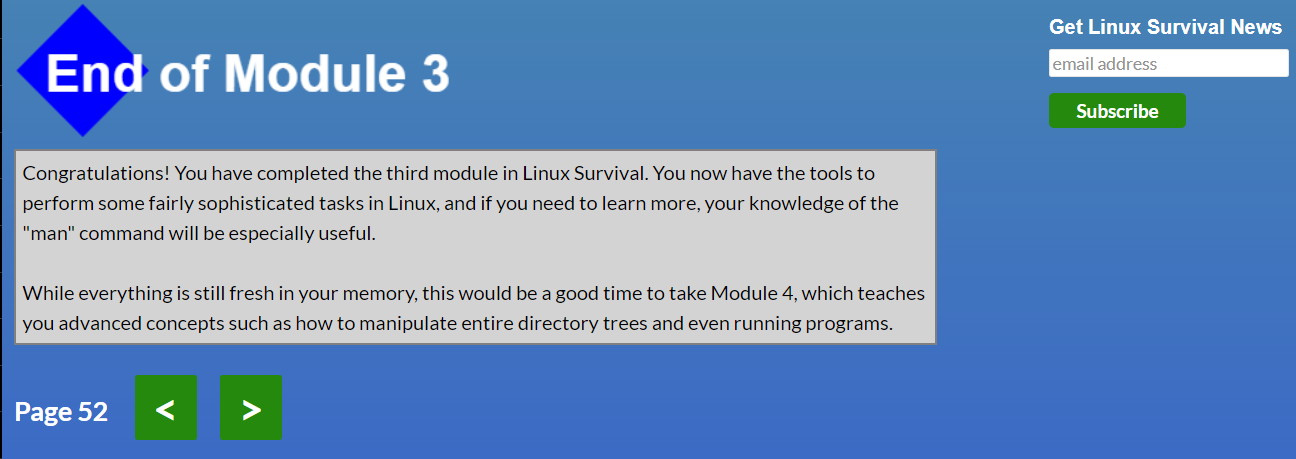 End of Module 3
Get Linux Survival News
email address
Subscribe
Congratulations! You have completed the third module in Linux Survival. You now have the tools to
perform some fairly sophisticated tasks in Linux, and if you need to learn more, your knowledge of the
"man" command will be especially useful.
While everything is still fresh in your memory, this would be a good time to take Module 4, which teaches
you advanced concepts such as how to manipulate entire directory trees and even running programs.
Page 52 < >